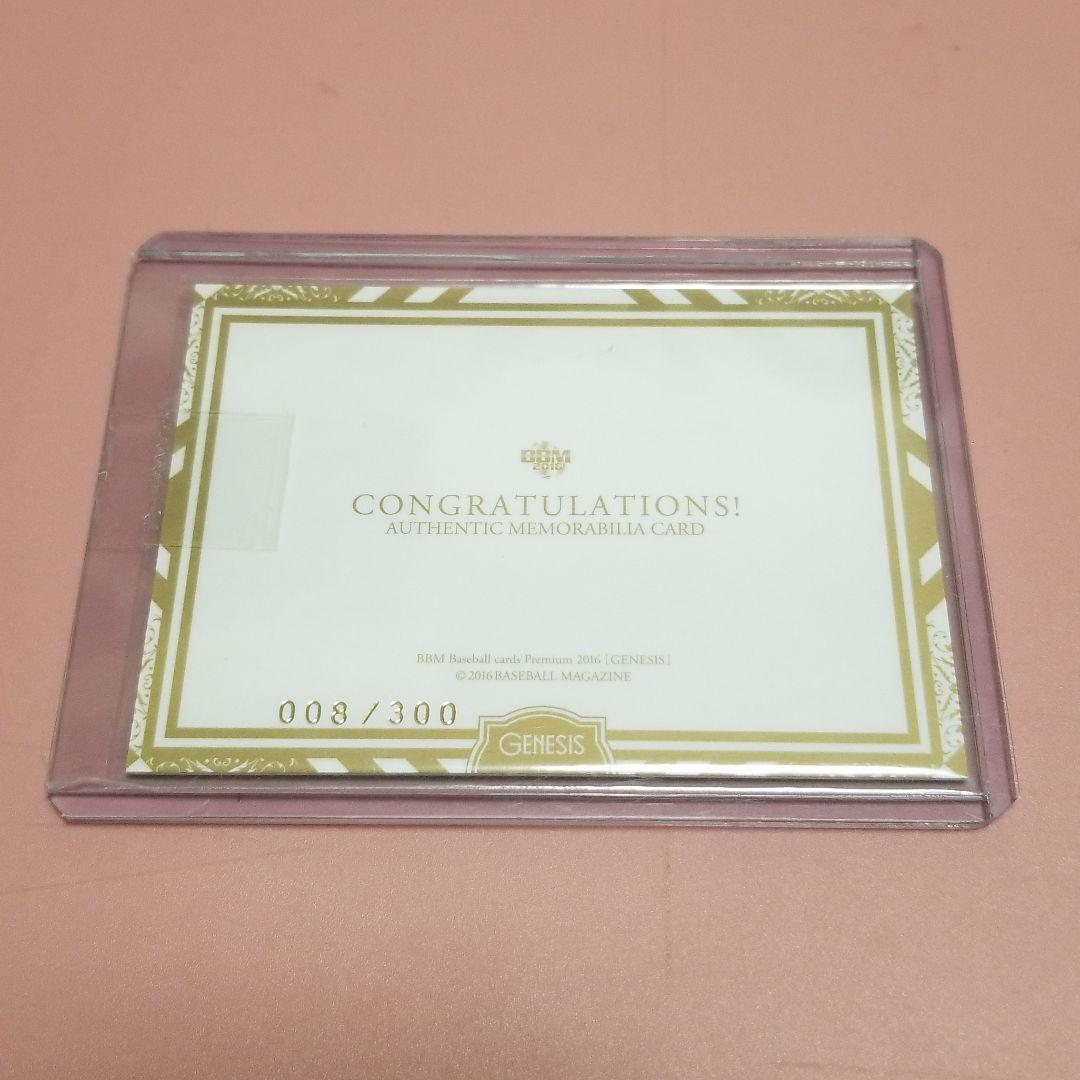 BBM
2016
CONGRATULATIONS!
AUTHENTIC MEMORABILIA CARD
BBM Baseball cards Premium 2016 [GENESIS]
© 2016 BASEBALL MAGAZINE
008/300
GENESIS